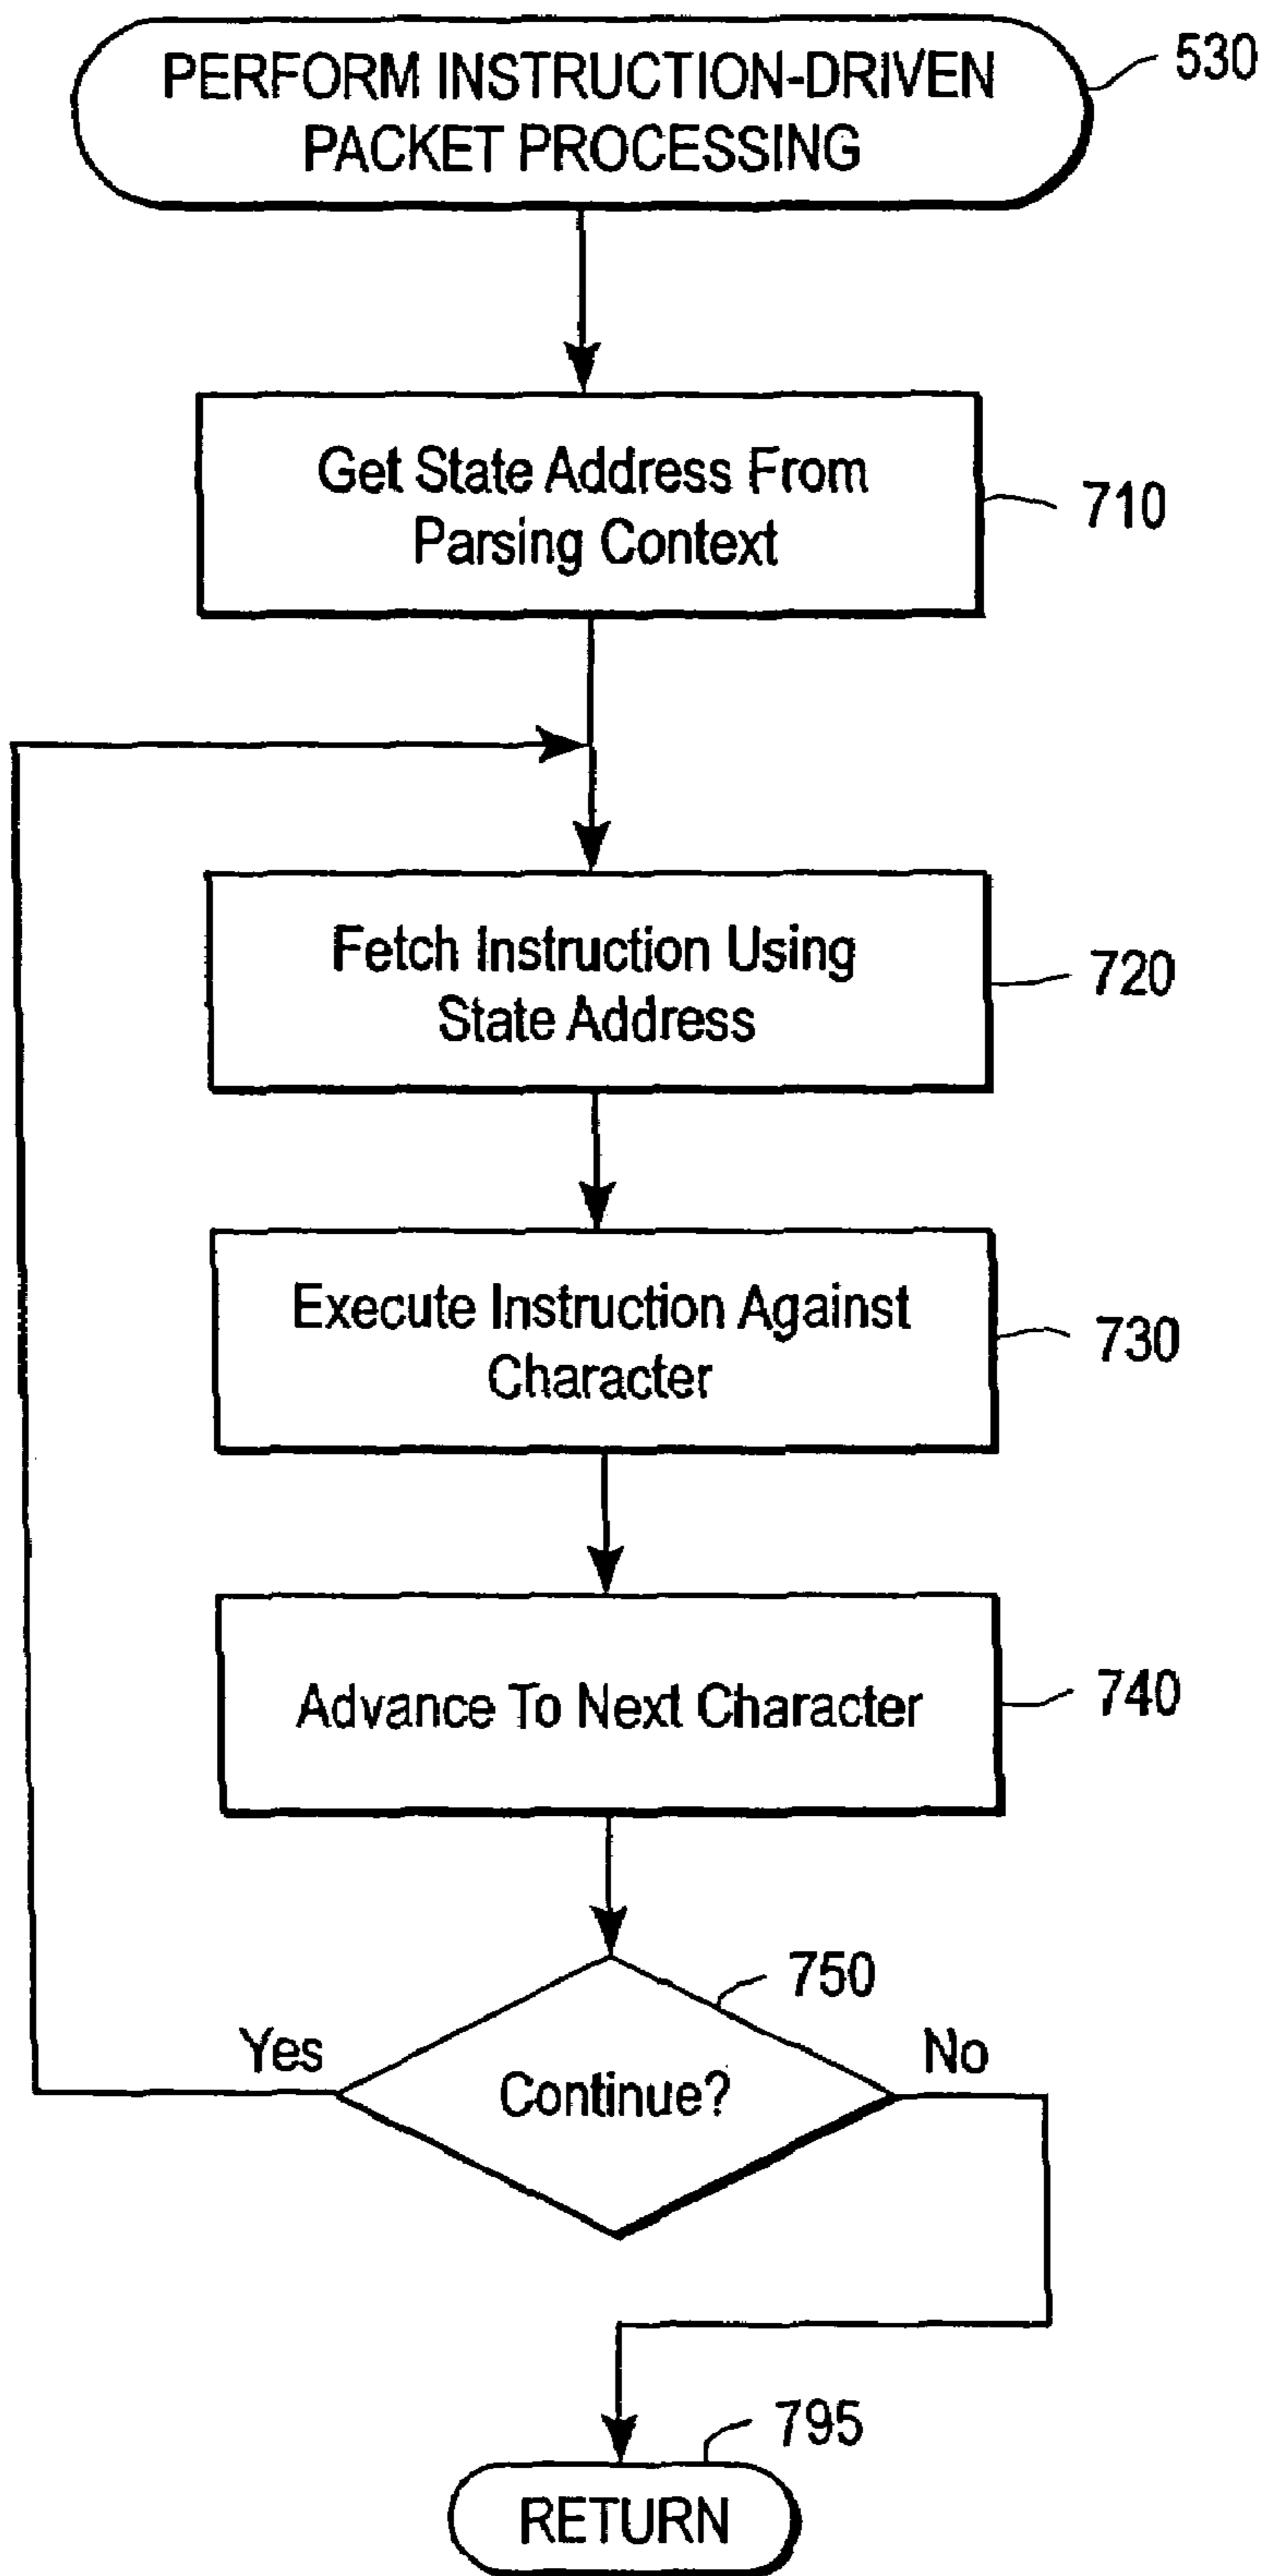 PERFORM INSTRUCTION-DRIVEN
PACKET PROCESSING
530
Get State Address From
Parsing Context
710
Fetch Instruction Using
State Address
720
Execute Instruction Against
Character
730
Advance To Next Character
740
750
Yes
No
Continue?
795
RETURN